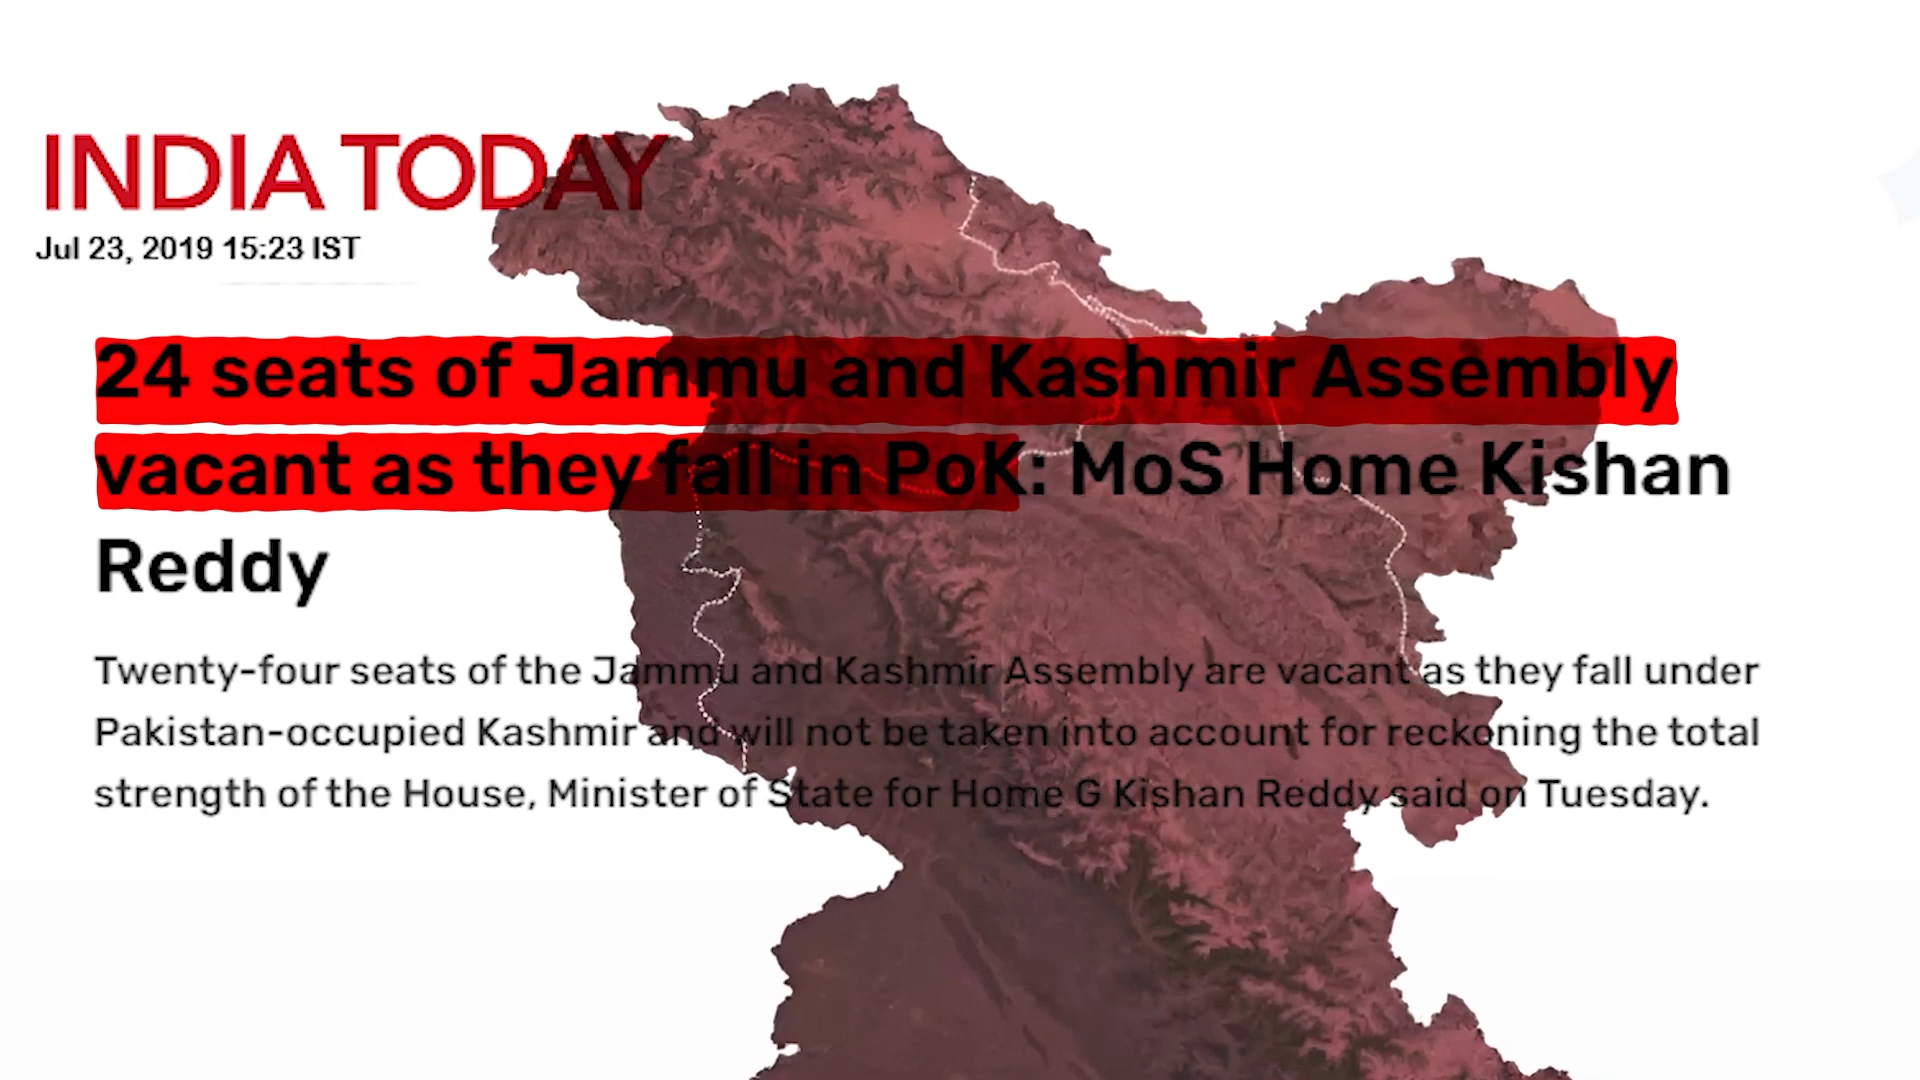 INDIA TODAY
Jul 23, 2019 15:23 IST
24 seats of Jammu and Kashmir Assembly
vacant as they fall in PoK: MoS Home Kishan
Reddy
Twenty-four seats of the Jammu and Kashmir Assembly are vacant as they fall under
Pakistan-occupied Kashmir and will not be taken into account for reckoning the total
strength of the House, Minister of State for Home G Kishan Reddy said on Tuesday.